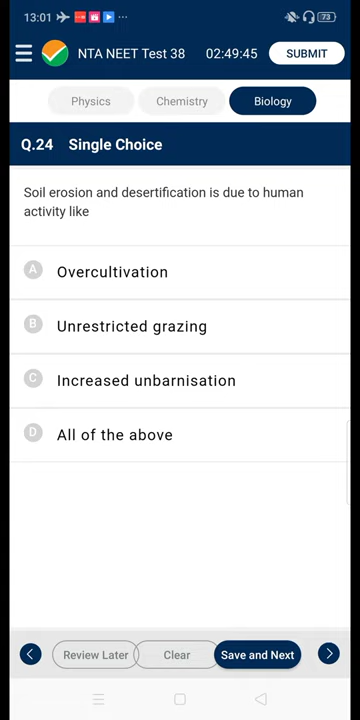 13:01 ... 73
NTA NEET Test 38 02:49:45 SUBMIT
Physics Chemistry Biology
Q.24 Single Choice
Soil erosion and desertification is due to human
activity like
A Overcultivation
B Unrestricted grazing
C Increased unbarnisation
D All of the above
Review Later Clear Save and Next